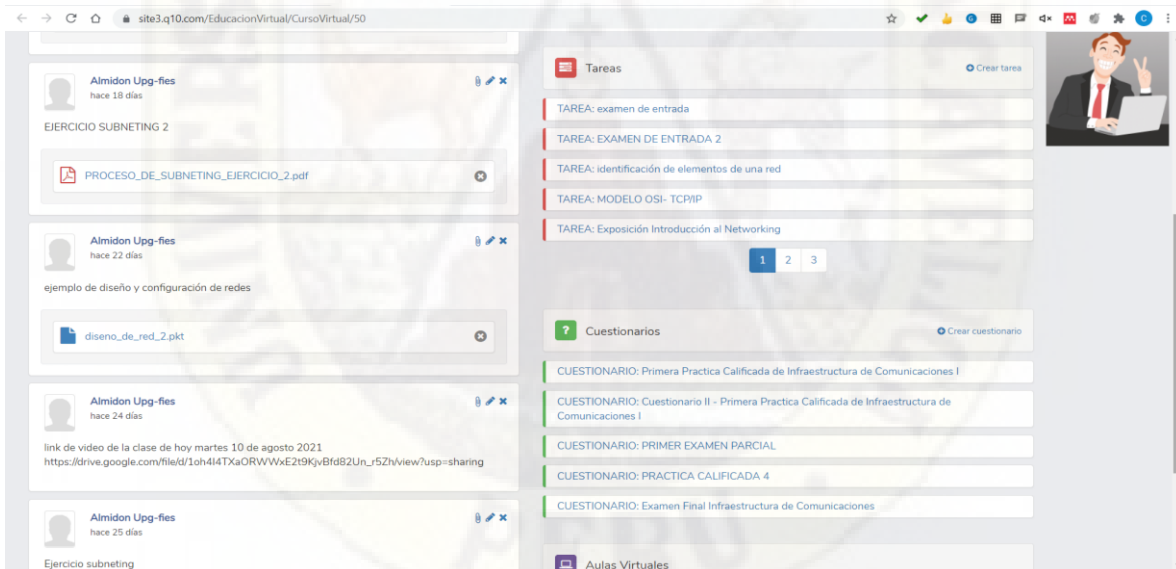 site3.q10.com/EducacionVirtual/CursoVirtual/50
Almidon Upg-fies
hace 18 días
EJERCICIO SUBNETING 2
PROCESO_DE_SUBNETING_EJERCICIO_2.pdf
Almidon Upg-fies
hace 22 días
ejemplo de diseño y configuración de redes
diseno_de_red_2.pkt
Almidon Upg-fies
hace 24 días
link de video de la clase de hoy martes 10 de agosto 2021
https://drive.google.com/file/d/1oh4I4TXaORWWxE2t9KjvBfd82Un_r5Zh/view?usp=sharing
Almidon Upg-fies
hace 25 días
Ejercicio subneting
Tareas
Crear tarea
TAREA: examen de entrada
TAREA: EXAMEN DE ENTRADA 2
TAREA: identificación de elementos de una red
TAREA: MODELO OSI- TCP/IP
TAREA: Exposición Introducción al Networking
1 2 3
? Cuestionarios
Crear cuestionario
CUESTIONARIO: Primera Practica Calificada de Infraestructura de Comunicaciones I
CUESTIONARIO: Cuestionario II - Primera Practica Calificada de Infraestructura de
Comunicaciones I
CUESTIONARIO: PRIMER EXAMEN PARCIAL
CUESTIONARIO: PRACTICA CALIFICADA 4
CUESTIONARIO: Examen Final Infraestructura de Comunicaciones
Aulas Virtuales